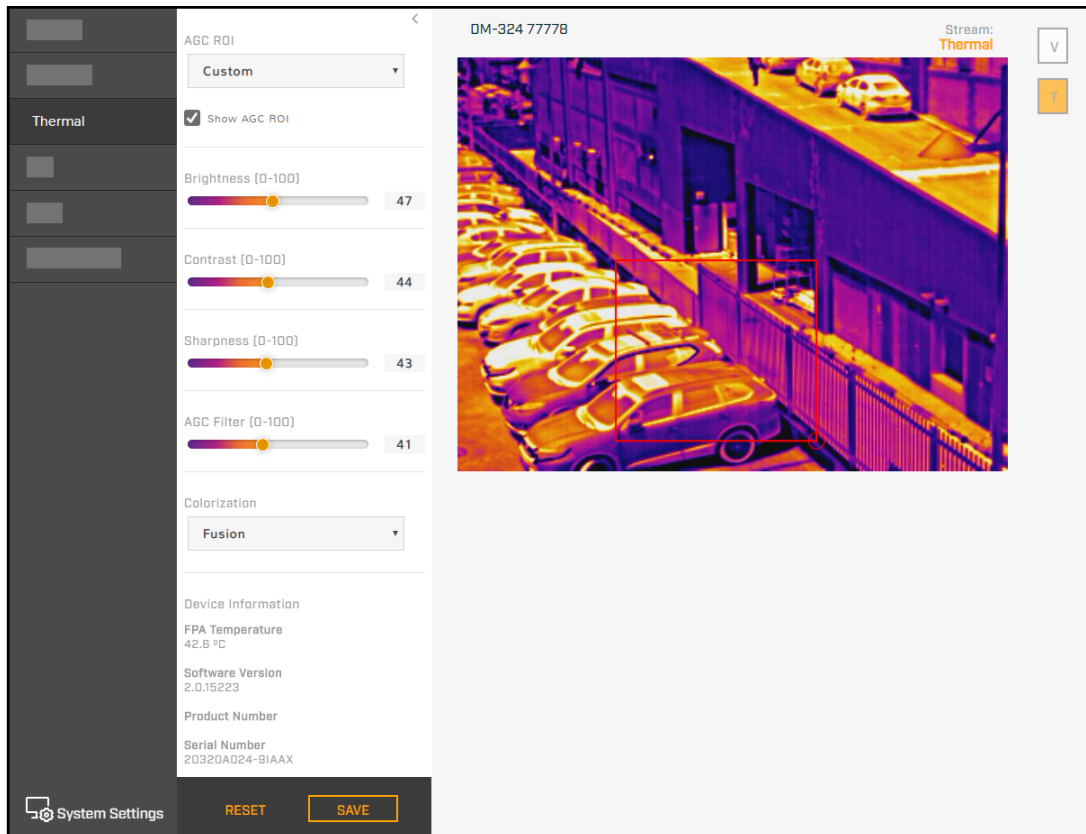 Thermal
System Settings
AGC ROI
Custom
Show AGC ROI
Brightness (0-100)
47
Contrast (0-100)
44
Sharpness (0-100)
43
AGC Filter (0-100)
41
Colorization
Fusion
Device Information
FPA Temperature
42.6 ºC
Software Version
2.0.15223
Product Number
Serial Number
20320A024-9IAAX
RESET
SAVE
DM-324 77778
Stream:
Thermal
V
T